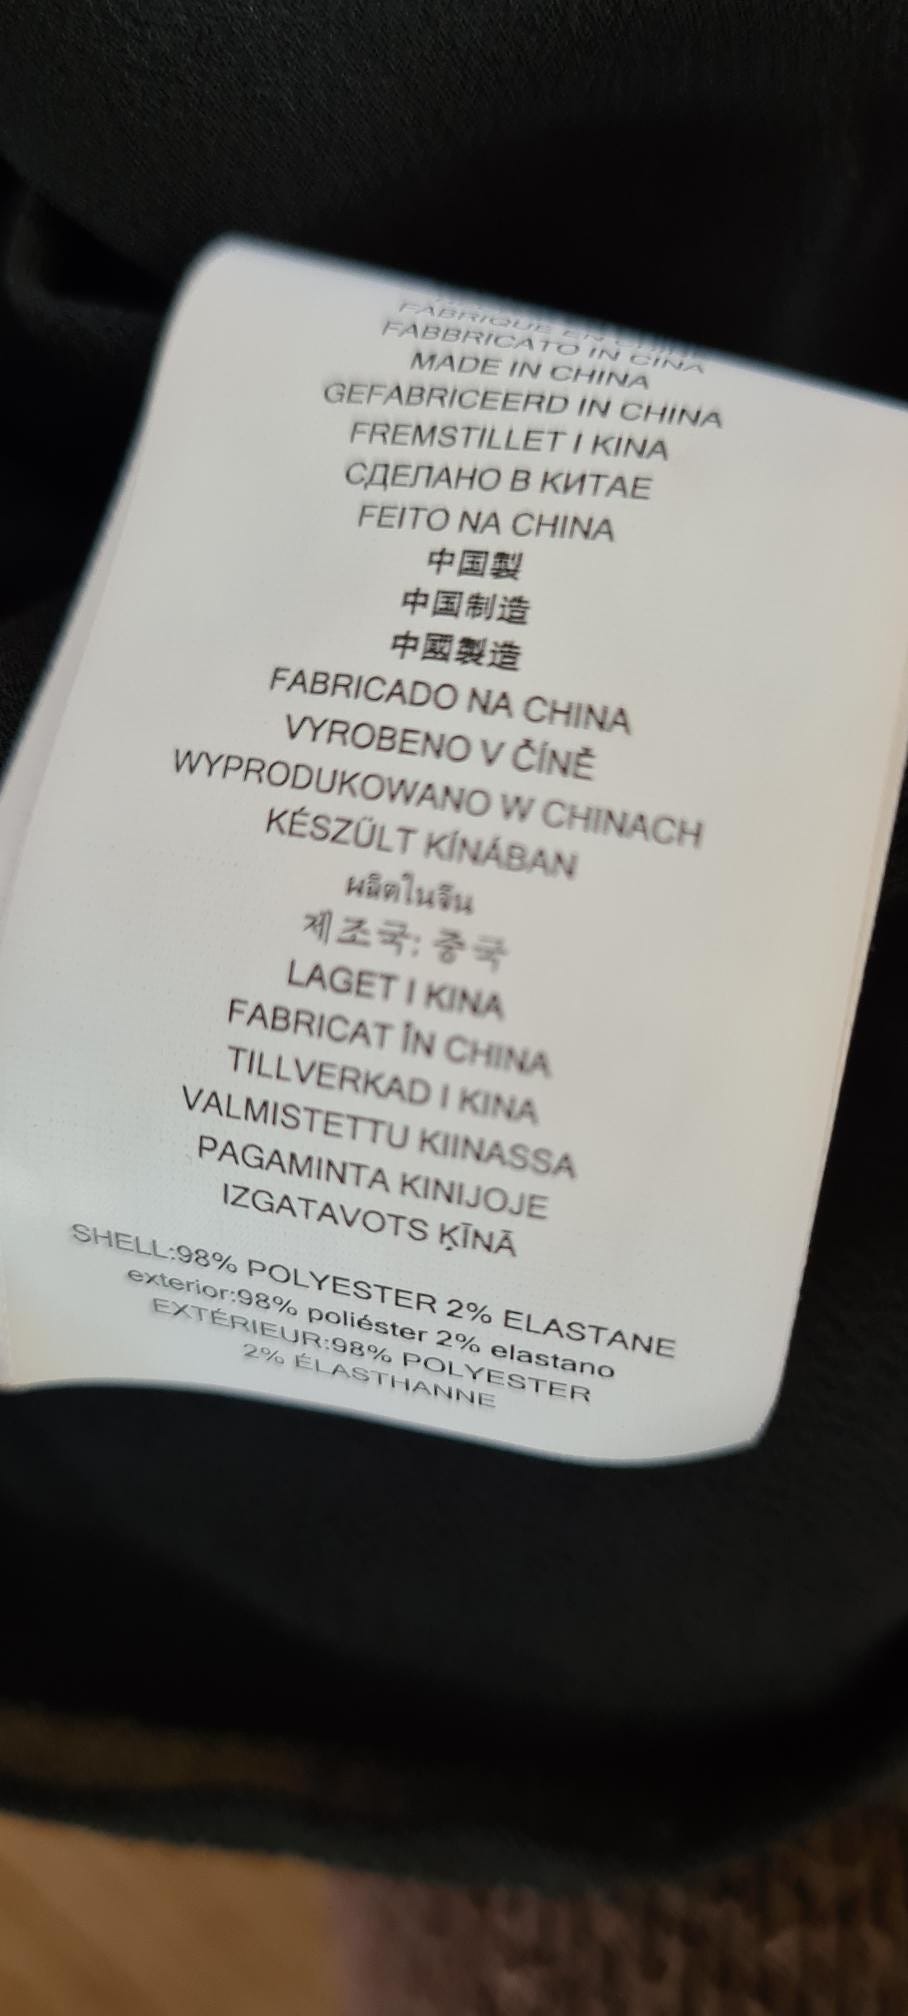 FABRIQUE EN CHINE
FABBRICATO IN CINA
MADE IN CHINA
GEFABRICEERD IN CHINA
FREMSTILLET I KINA
СДЕЛАНО В КИТАЕ
FEITO NA CHINA
中国製
中国制造
中國製造
FABRICADO NA CHINA
VYROBENO V ČÍNĚ
WYPRODUKOWANO W CHINACH
KÉSZÜLT KÍNÁBAN
ผลิตในจีน
제조국: 중국
LAGET I KINA
FABRICAT ÎN CHINA
TILLVERKAD I KINA
VALMISTETTU KIINASSA
PAGAMINTA KINIJOJE
IZGATAVOTS ĶĪNĀ
SHELL:98% POLYESTER 2% ELASTANE
exterior:98% poliéster 2% elastano
EXTÉRIEUR:98% POLYESTER
2% ÉLASTHANNE